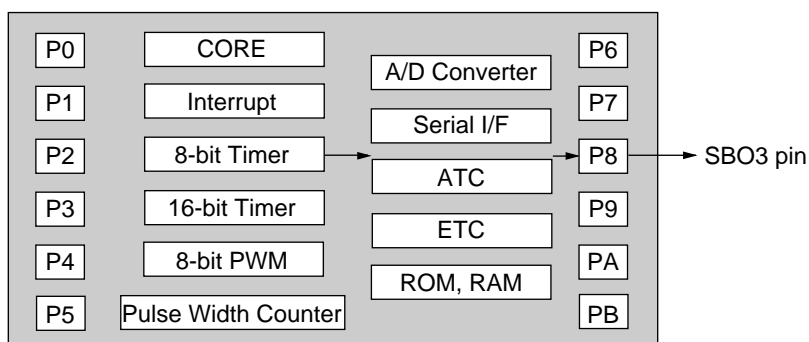 P0
P1
P2
P3
P4
P5
CORE
Interrupt
8-bit Timer
16-bit Timer
8-bit PWM
Pulse Width Counter
A/D Converter
Serial I/F
ATC
ETC
ROM, RAM
P6
P7
P8
P9
PA
PB
SBO3 pin